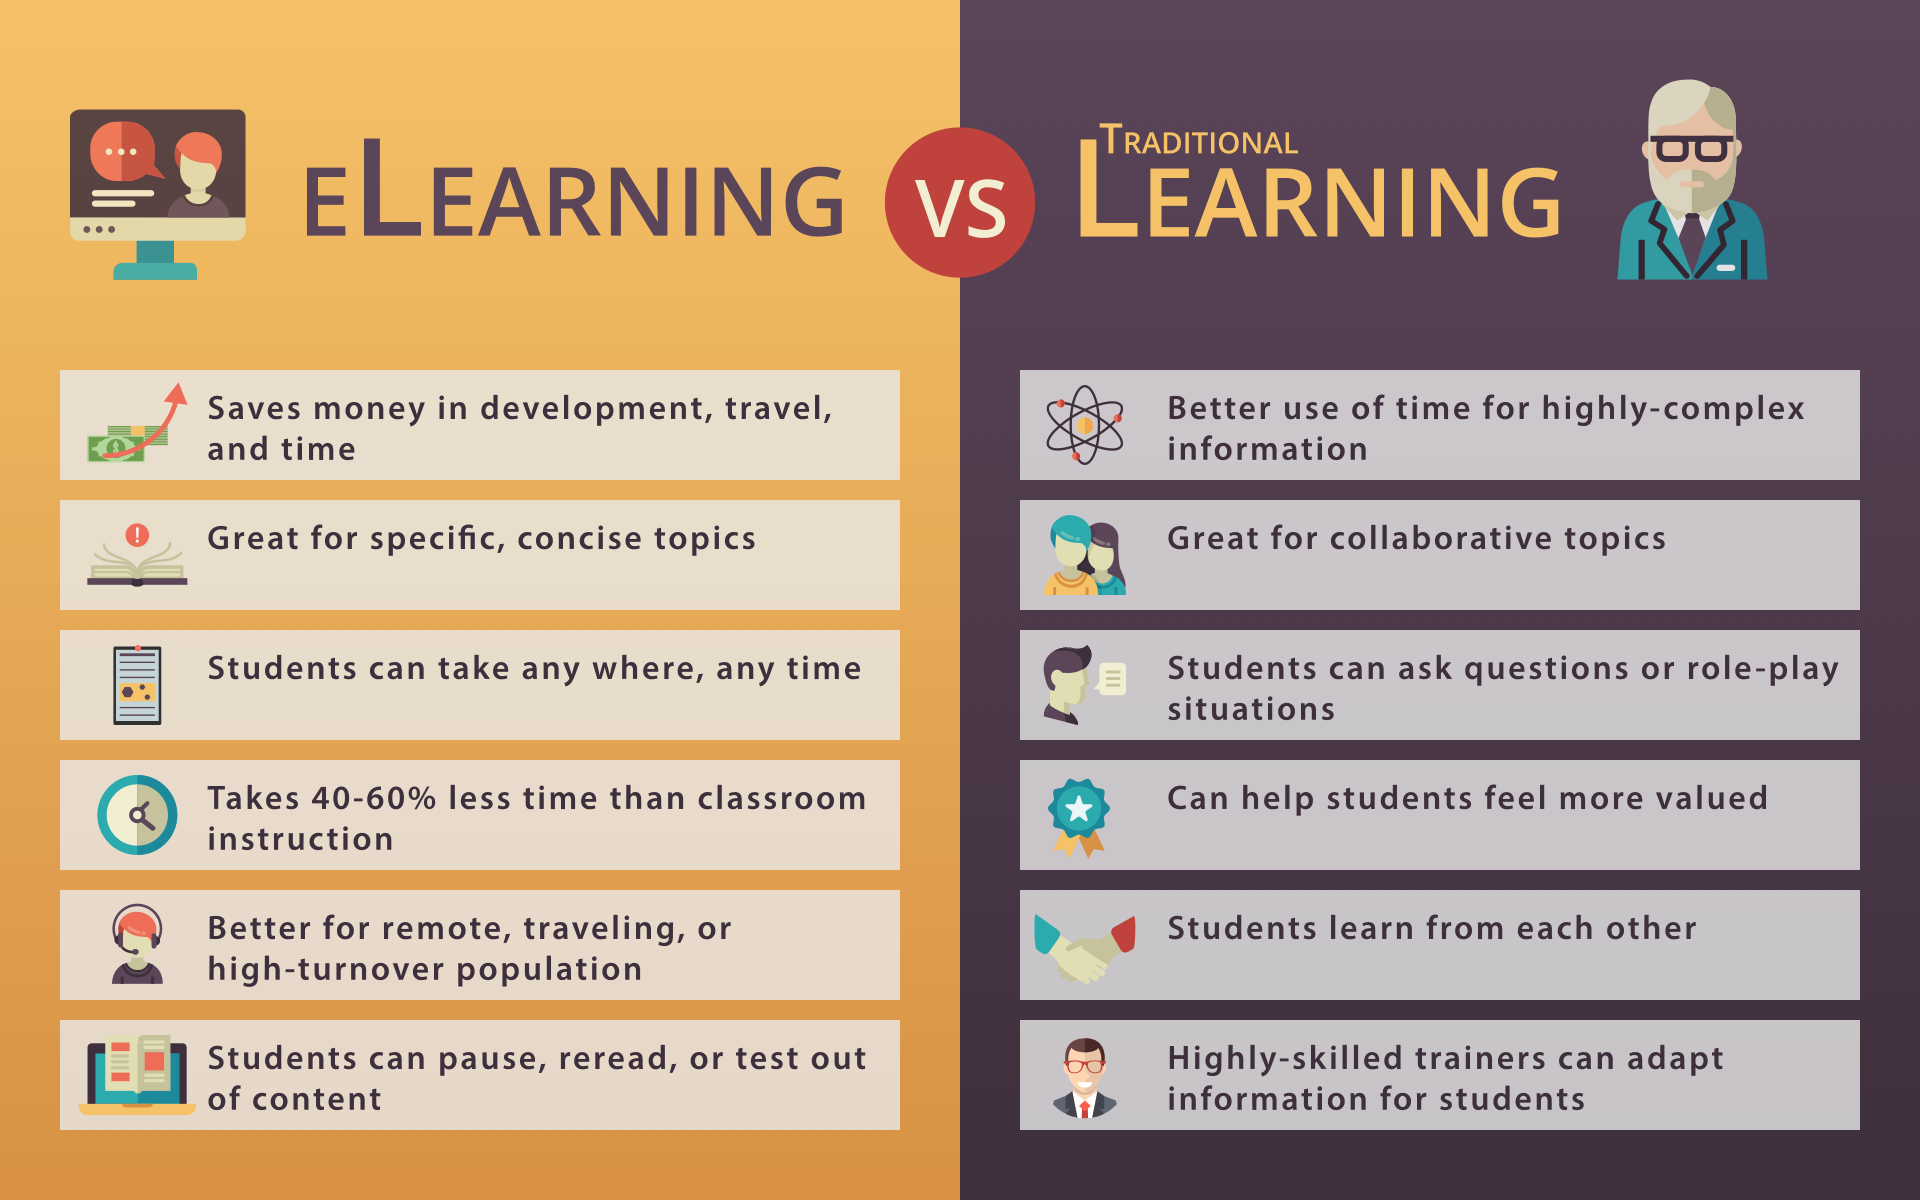 eLearning
VS
Traditional
Learning
Saves money in development, travel,
and time
Great for specific, concise topics
Students can take any where, any time
Takes 40-60% less time than classroom
instruction
Better for remote, traveling, or
high-turnover population
Students can pause, reread, or test out
of content
Better use of time for highly-complex
information
Great for collaborative topics
Students can ask questions or role-play
situations
Can help students feel more valued
Students learn from each other
Highly-skilled trainers can adapt
information for students